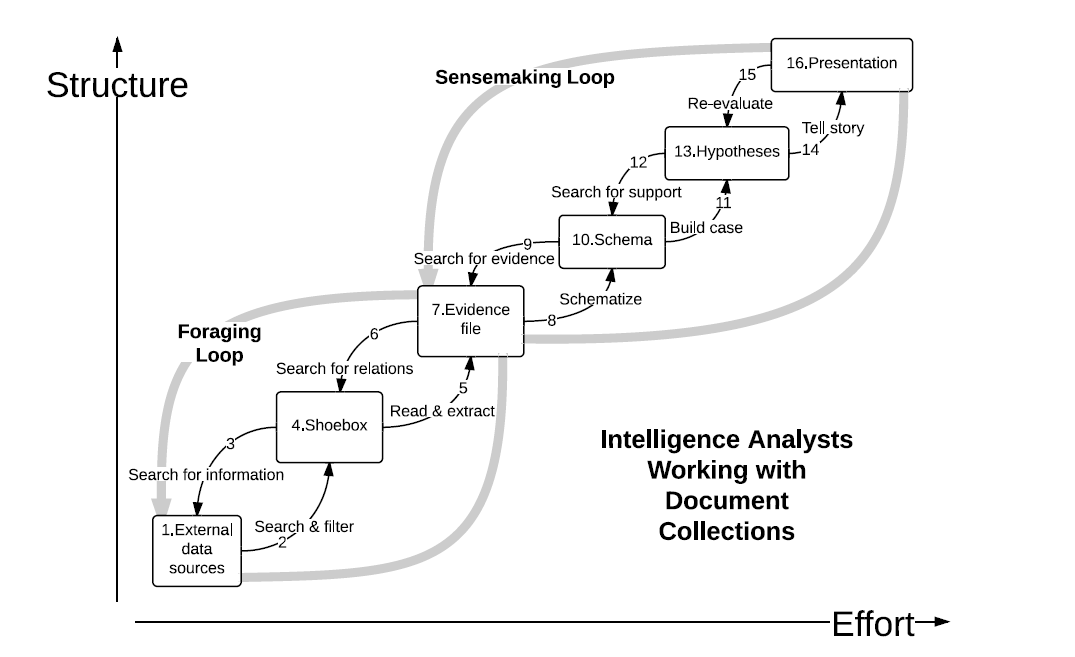 16.Presentation
Sensemaking Loop
15
Structure
Re-evaluate
Tell story
14
13.Hypotheses
12
Search for support
11
Build case
10.Schema
9
Search for evidence
Schematize
8
7.Evidence
file
Foraging
Loop
6
Search for relations
5
Read & extract
4.Shoebox
3
Search for information
Intelligence Analysts
Working with
Document
Collections
Search & filter
2
1.External
data
sources
Effort